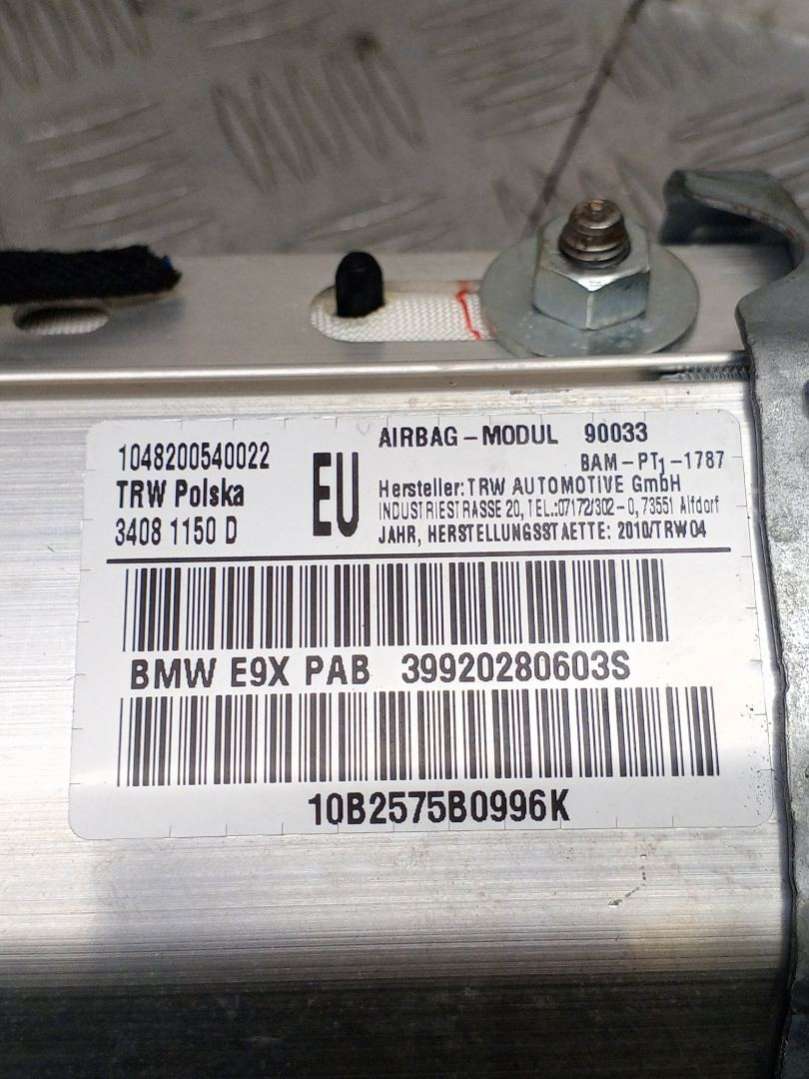 1048200540022
TRW Polska
3408 1150 D
EU
AIRBAG-MODUL 90033
BAM-PT1-1787
Hersteller: TRW AUTOMOTIVE GmbH
INDUSTRIESTRASSE 20, TEL.:07172/302-0, 73551 Alfdorf
JAHR, HERSTELLUNGSSTAETTE: 2010/TRW04
BMW E9X PAB 39920280603S
10B2575B0996K